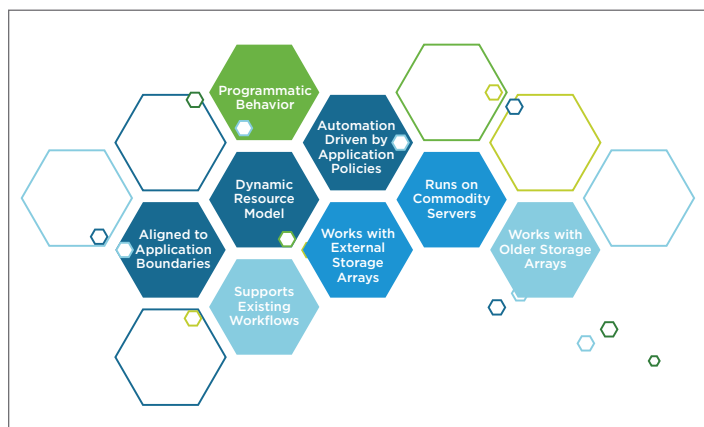 Programmatic
Behavior
Automation
Driven by
Application
Policies
Dynamic
Resource
Model
Runs on
Commodity
Servers
Aligned to
Application
Boundaries
Works with
External
Storage
Arrays
Works with
Older Storage
Arrays
Supports
Existing
Workflows